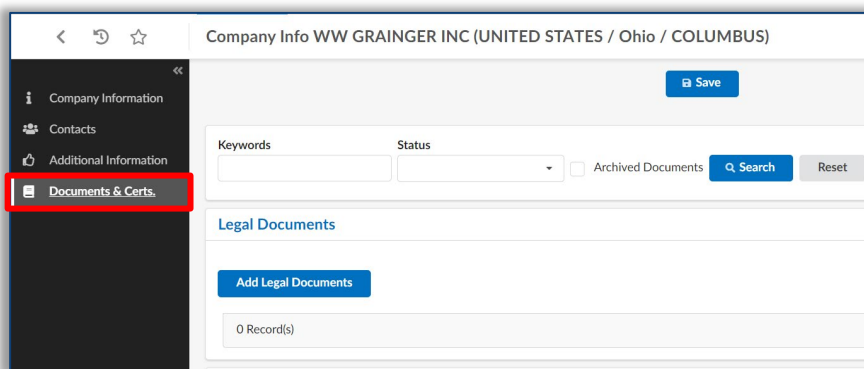 Company Info WW GRAINGER INC (UNITED STATES / Ohio / COLUMBUS)
Company Information
Contacts
Additional Information
Documents & Certs.
Save
Keywords
Status
Archived Documents
Search
Reset
Legal Documents
Add Legal Documents
0 Record(s)